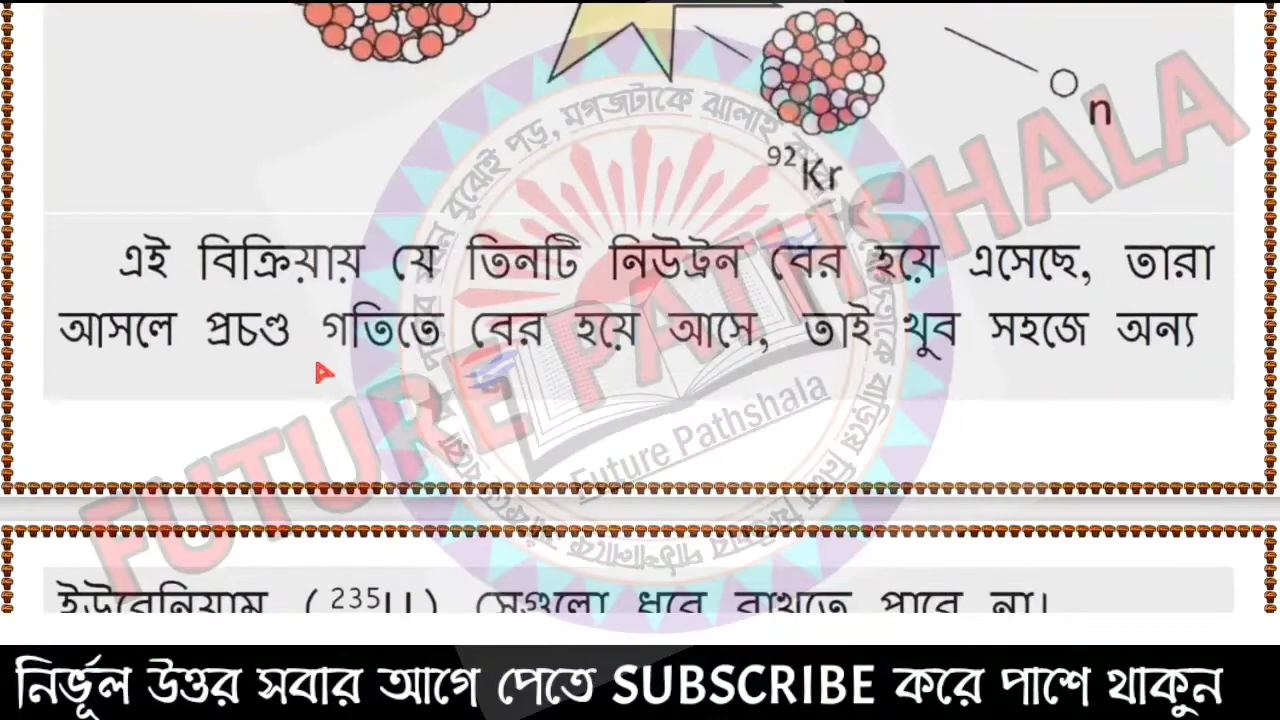 n
⁹²Kr
এই বিক্রিয়ায় যে তিনটি নিউট্রন বের হয়ে এসেছে, তারা
আসলে প্রচণ্ড গতিতে বের হয়ে আসে, তাই খুব সহজে অন্য
FUTURE PATHSHALA
Future Pathshala
ইউরেনিয়াম (²³⁵U) সেগুলো ধরে রাখতে পারে না।
নির্ভূল উত্তর সবার আগে পেতে SUBSCRIBE করে পাশে থাকুন